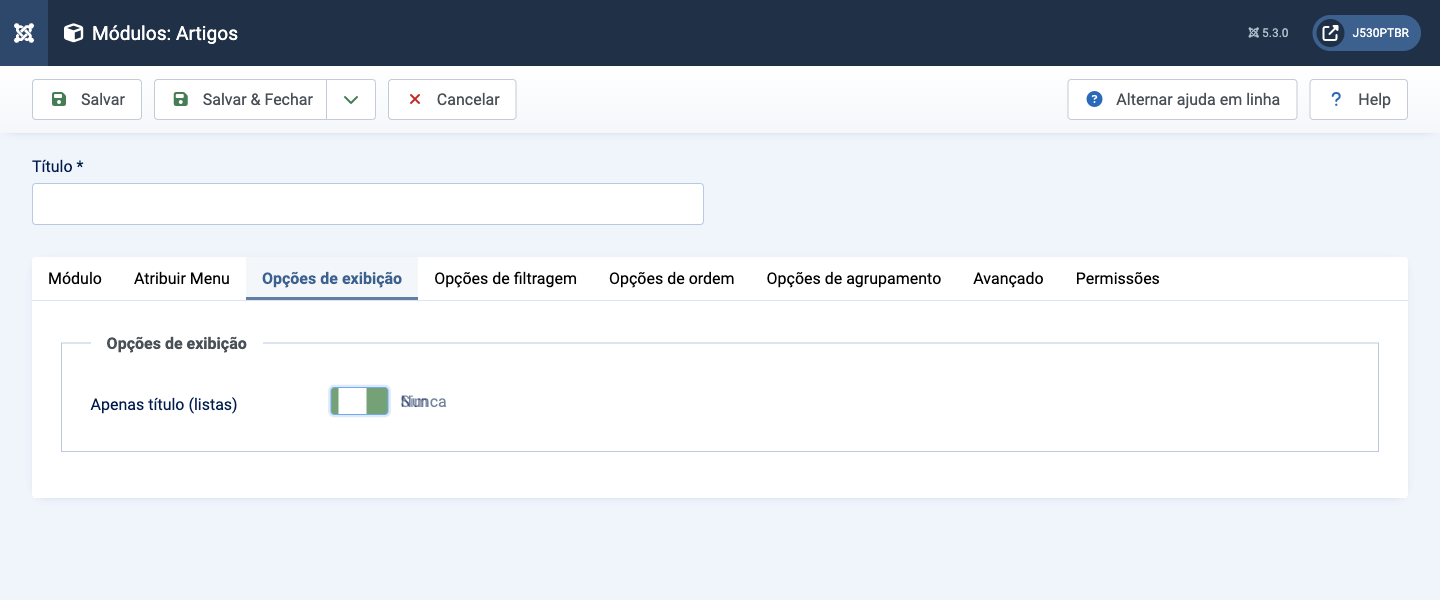 Módulos: Artigos
5.3.0
J530PTBR
Salvar
Salvar & Fechar
Cancelar
Alternar ajuda em linha
Help
Título *
Módulo
Atribuir Menu
Opções de exibição
Opções de filtragem
Opções de ordem
Opções de agrupamento
Avançado
Permissões
Opções de exibição
Apenas título (listas)